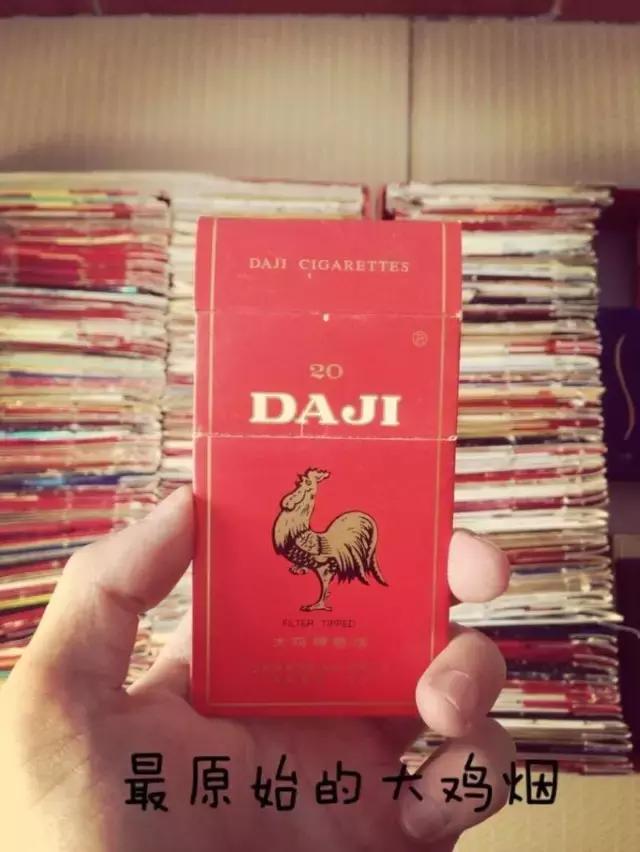 DAJI CIGARETTES
20
DAJI
FILTER TIPPED
最原始的大鸡烟